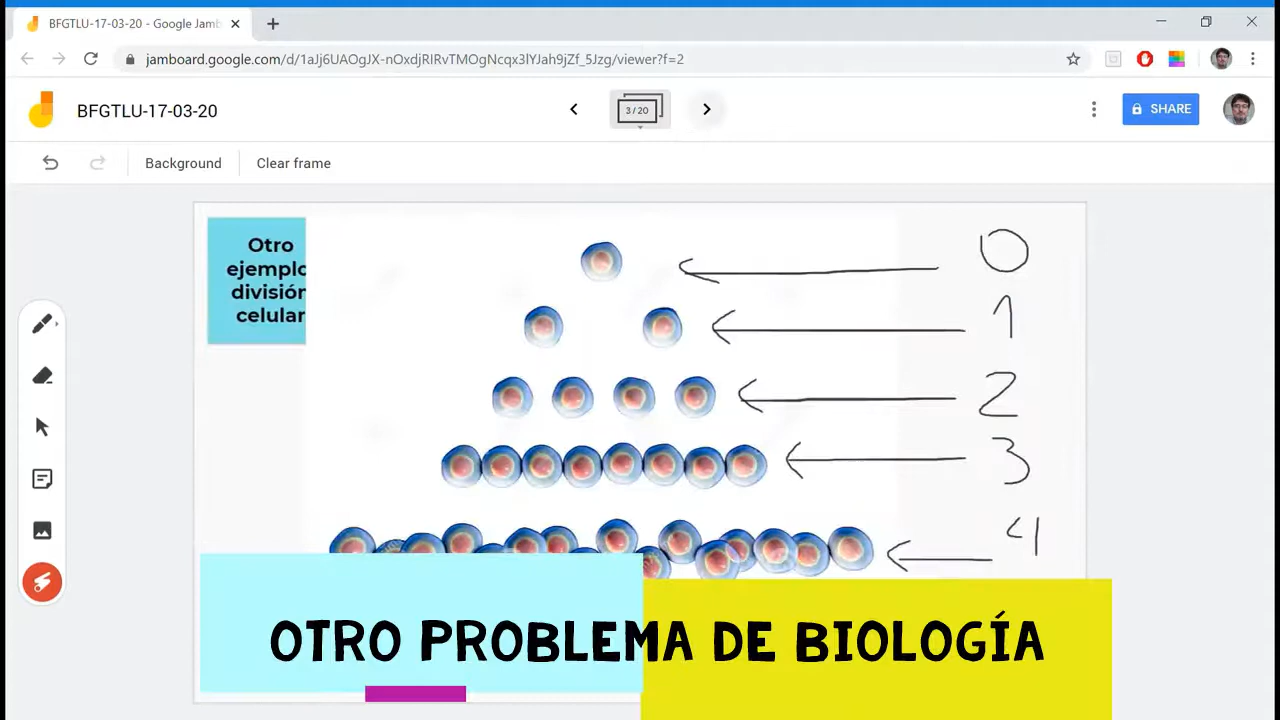 BFGTLU-17-03-20 - Google Jamb
jamboard.google.com/d/1aJj6UAOgJX-nOxdjRIRvTMOgNcqx3lYJah9jZf_5Jzg/viewer?f=2
BFGTLU-17-03-20
3 / 20
SHARE
Background
Clear frame
Otro
ejemplo
división
celular
0
1
2
3
4
OTRO PROBLEMA DE BIOLOGÍA